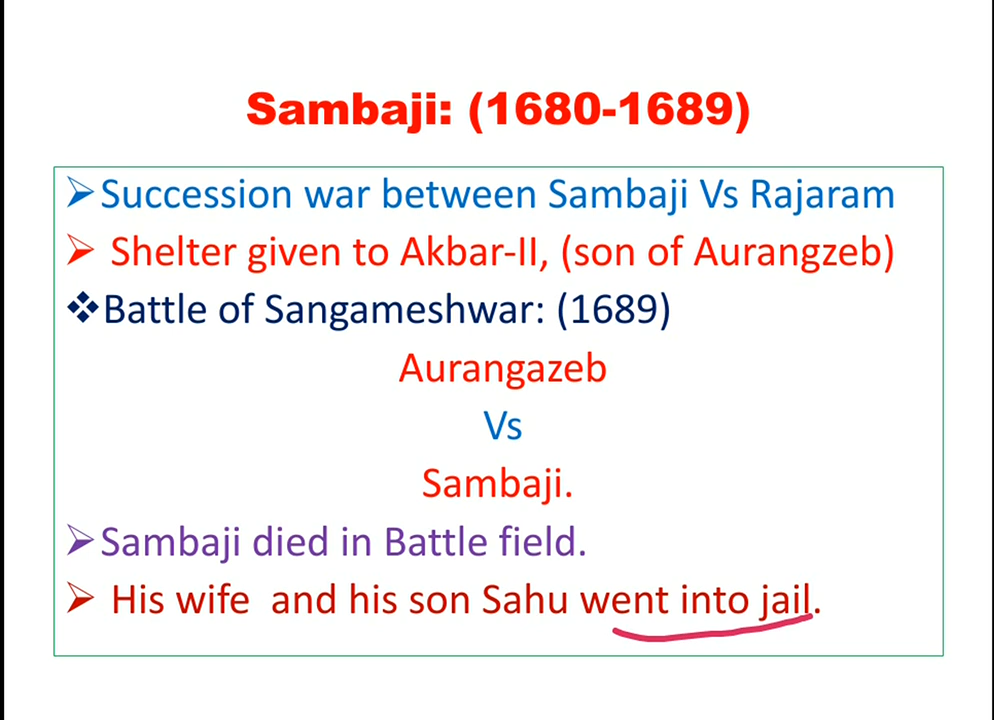 Sambaji: (1680-1689)
Succession war between Sambaji Vs Rajaram
Shelter given to Akbar-II, (son of Aurangzeb)
Battle of Sangameshwar: (1689)
Aurangazeb
Vs
Sambaji.
Sambaji died in Battle field.
His wife and his son Sahu went into jail.